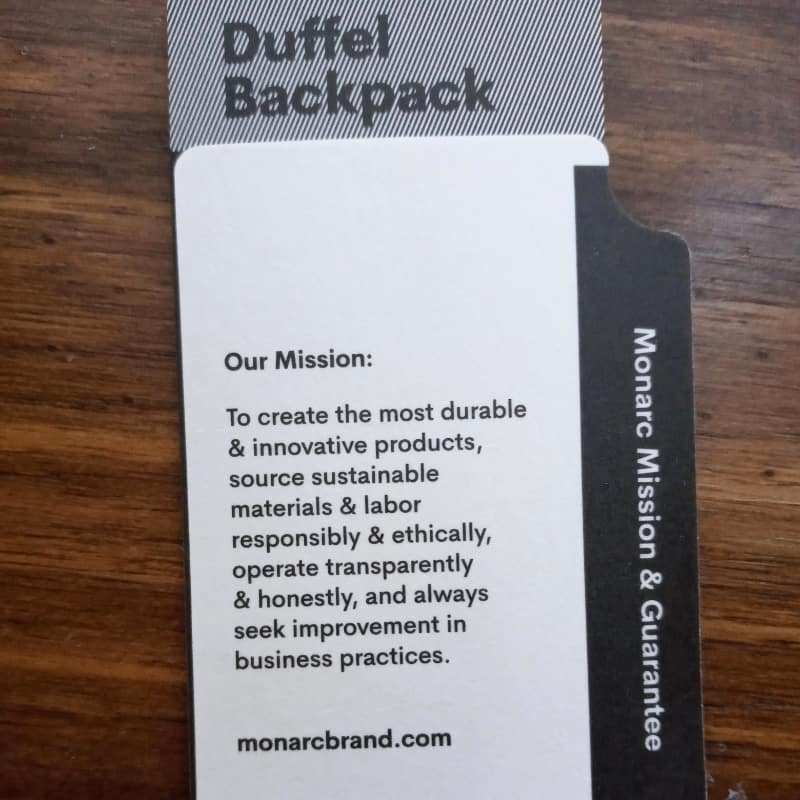 Duffel
Backpack
Our Mission:
To create the most durable
& innovative products,
source sustainable
materials & labor
responsibly & ethically,
operate transparently
& honestly, and always
seek improvement in
business practices.
monarcbrand.com
Monarc Mission & Guarantee